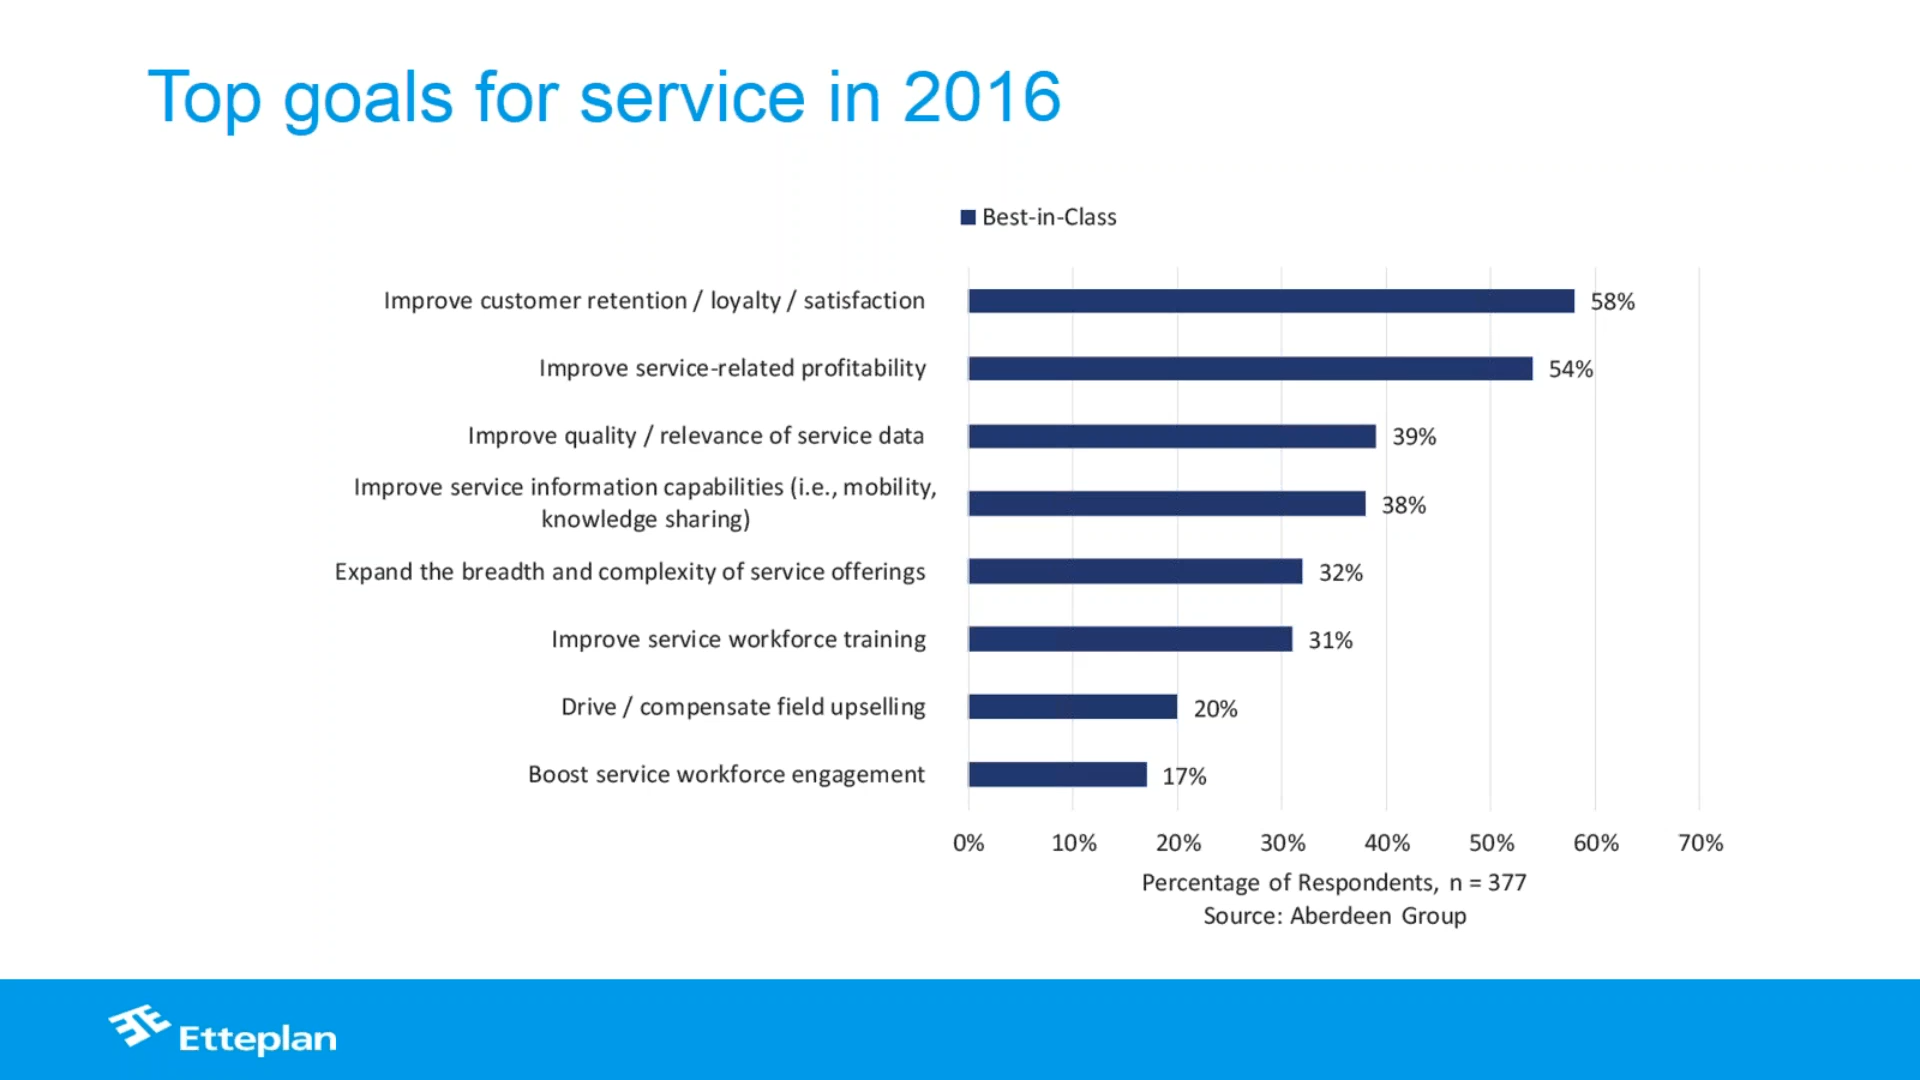 Top goals for service in 2016
Best-in-Class
Improve customer retention / loyalty / satisfaction 58%
Improve service-related profitability 54%
Improve quality / relevance of service data 39%
Improve service information capabilities (i.e., mobility,
knowledge sharing) 38%
Expand the breadth and complexity of service offerings 32%
Improve service workforce training 31%
Drive / compensate field upselling 20%
Boost service workforce engagement 17%
0% 10% 20% 30% 40% 50% 60% 70%
Percentage of Respondents, n = 377
Source: Aberdeen Group
Etteplan